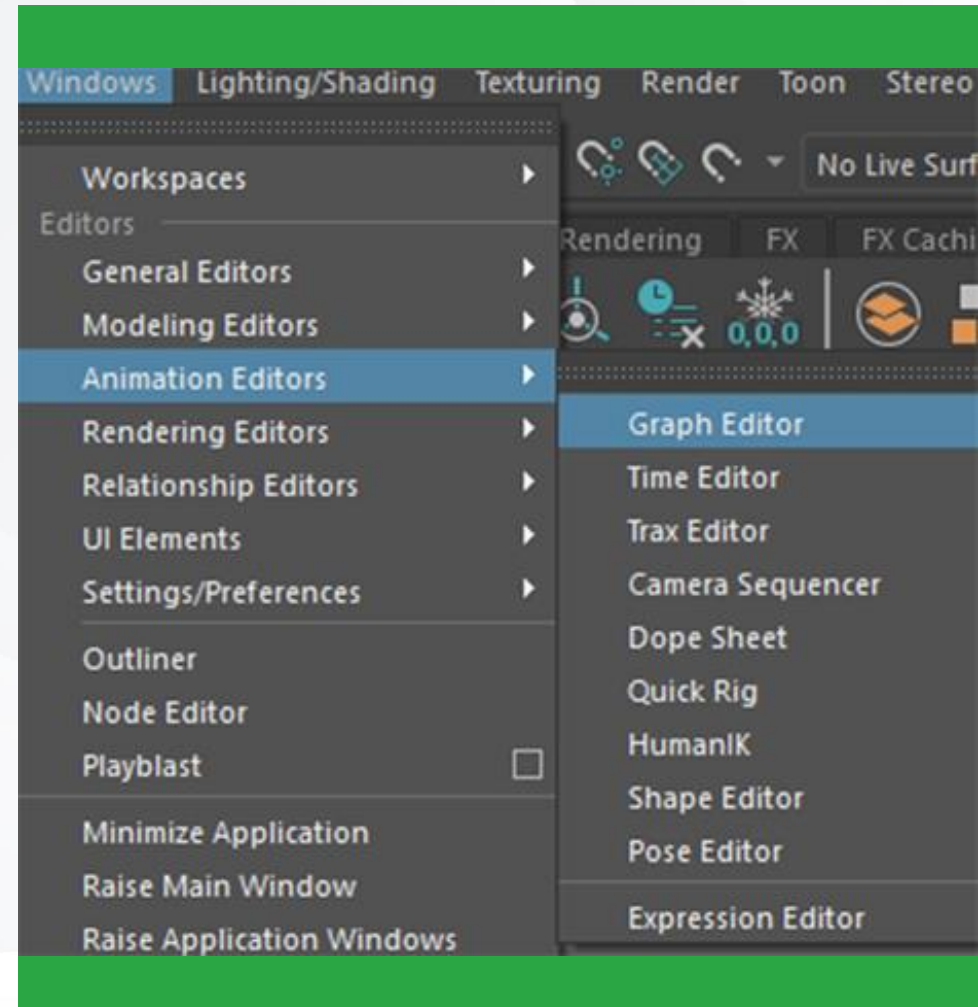 Windows Lighting/Shading Texturing Render Toon Stereo
No Live Surf
Workspaces
Editors
Rendering FX FX Cachi
General Editors
Modeling Editors
0,0,0
Animation Editors
Rendering Editors
Relationship Editors
UI Elements
Settings/Preferences
Outliner
Node Editor
Playblast
Minimize Application
Raise Main Window
Raise Application Windows
Graph Editor
Time Editor
Trax Editor
Camera Sequencer
Dope Sheet
Quick Rig
HumanIK
Shape Editor
Pose Editor
Expression Editor